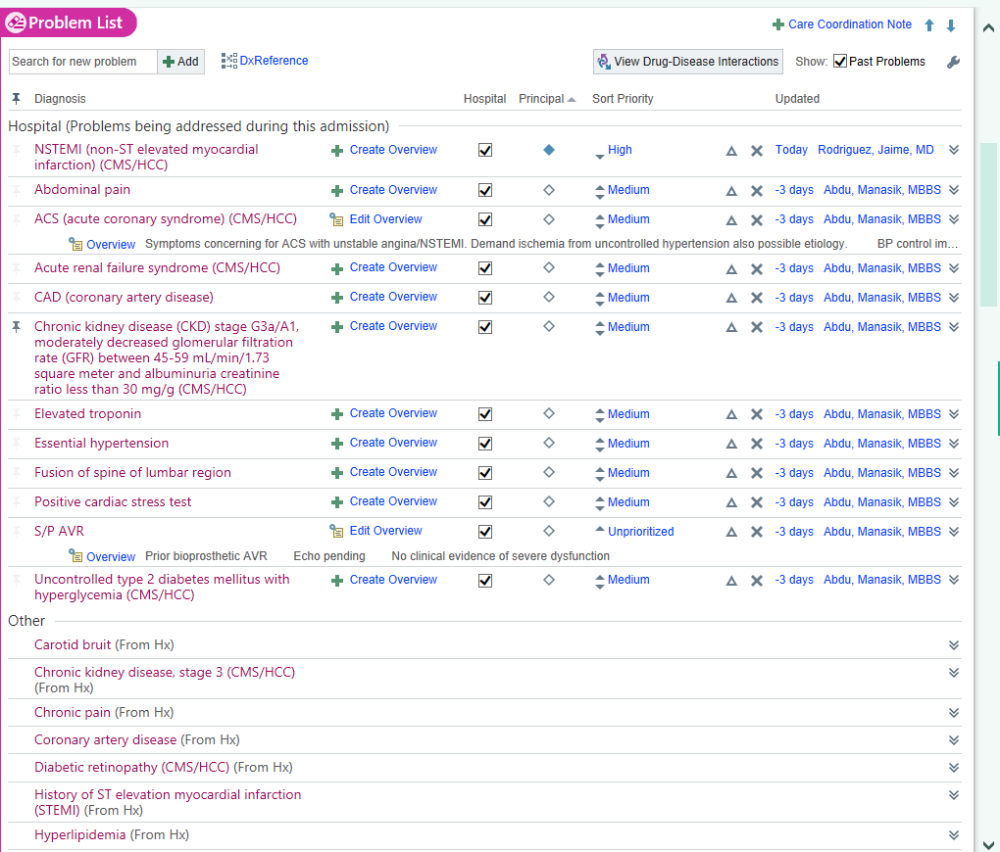 Problem List
Care Coordination Note
Search for new problem Add DxReference View Drug-Disease Interactions Show: Past Problems
Diagnosis Hospital Principal Sort Priority Updated
Hospital (Problems being addressed during this admission)
NSTEMI (non-ST elevated myocardial Create Overview High Today Rodriguez, Jaime, MD
infarction) (CMS/HCC)
Abdominal pain Create Overview Medium -3 days Abdu, Manasik, MBBS
ACS (acute coronary syndrome) (CMS/HCC) Edit Overview Medium -3 days Abdu, Manasik, MBBS
Overview Symptoms concerning for ACS with unstable angina/NSTEMI. Demand ischemia from uncontrolled hypertension also possible etiology. BP control im...
Acute renal failure syndrome (CMS/HCC) Create Overview Medium -3 days Abdu, Manasik, MBBS
CAD (coronary artery disease) Create Overview Medium -3 days Abdu, Manasik, MBBS
Chronic kidney disease (CKD) stage G3a/A1, Create Overview Medium -3 days Abdu, Manasik, MBBS
moderately decreased glomerular filtration
rate (GFR) between 45-59 mL/min/1.73
square meter and albuminuria creatinine
ratio less than 30 mg/g (CMS/HCC)
Elevated troponin Create Overview Medium -3 days Abdu, Manasik, MBBS
Essential hypertension Create Overview Medium -3 days Abdu, Manasik, MBBS
Fusion of spine of lumbar region Create Overview Medium -3 days Abdu, Manasik, MBBS
Positive cardiac stress test Create Overview Medium -3 days Abdu, Manasik, MBBS
S/P AVR Edit Overview Unprioritized -3 days Abdu, Manasik, MBBS
Overview Prior bioprosthetic AVR Echo pending No clinical evidence of severe dysfunction
Uncontrolled type 2 diabetes mellitus with Create Overview Medium -3 days Abdu, Manasik, MBBS
hyperglycemia (CMS/HCC)
Other
Carotid bruit (From Hx)
Chronic kidney disease, stage 3 (CMS/HCC)
(From Hx)
Chronic pain (From Hx)
Coronary artery disease (From Hx)
Diabetic retinopathy (CMS/HCC) (From Hx)
History of ST elevation myocardial infarction
(STEMI) (From Hx)
Hyperlipidemia (From Hx)